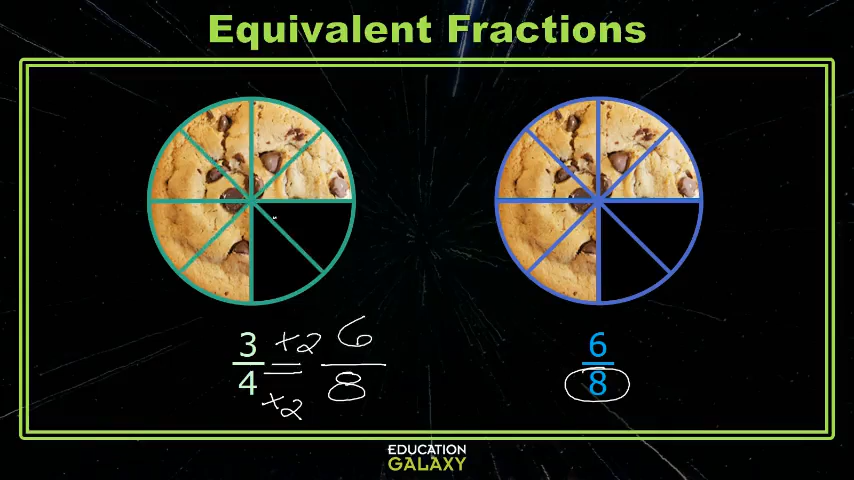 Equivalent Fractions
3/4 ×2/×2 = 6/8
6/8
EDUCATION
GALAXY